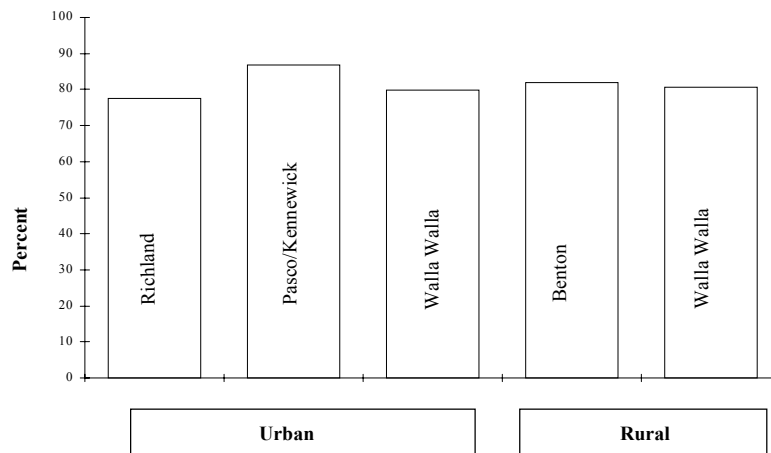 100
90
80
70
60
50
40
30
20
10
0
Percent
Richland
Pasco/Kennewick
Walla Walla
Benton
Walla Walla
Urban
Rural